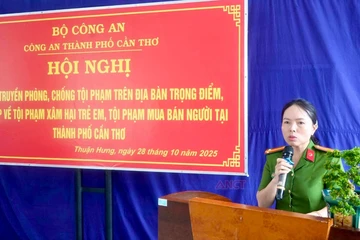 BỘ CÔNG AN
CÔNG AN THÀNH PHỐ CẦN THƠ
HỘI NGHỊ
TRUYỀN PHÒNG, CHỐNG TỘI PHẠM TRÊN ĐỊA BÀN TRỌNG ĐIỂM,
VỀ TỘI PHẠM XÂM HẠI TRẺ EM, TỘI PHẠM MUA BÁN NGƯỜI TẠI
THÀNH PHỐ CẦN THƠ
Thuận Hưng, ngày 28 tháng 10 năm 2025